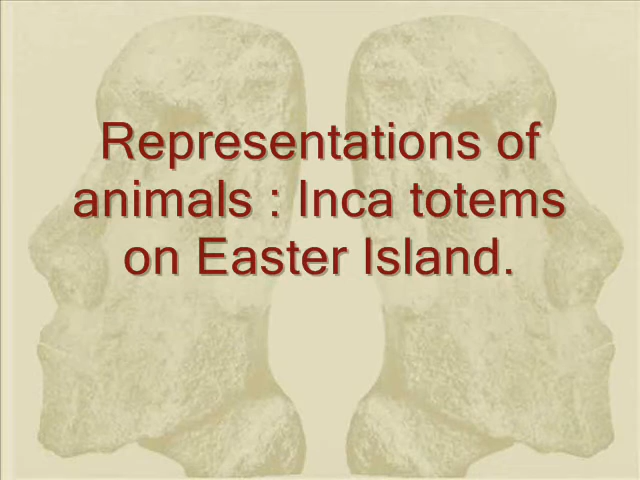 Representations of
animals : Inca totems
on Easter Island.